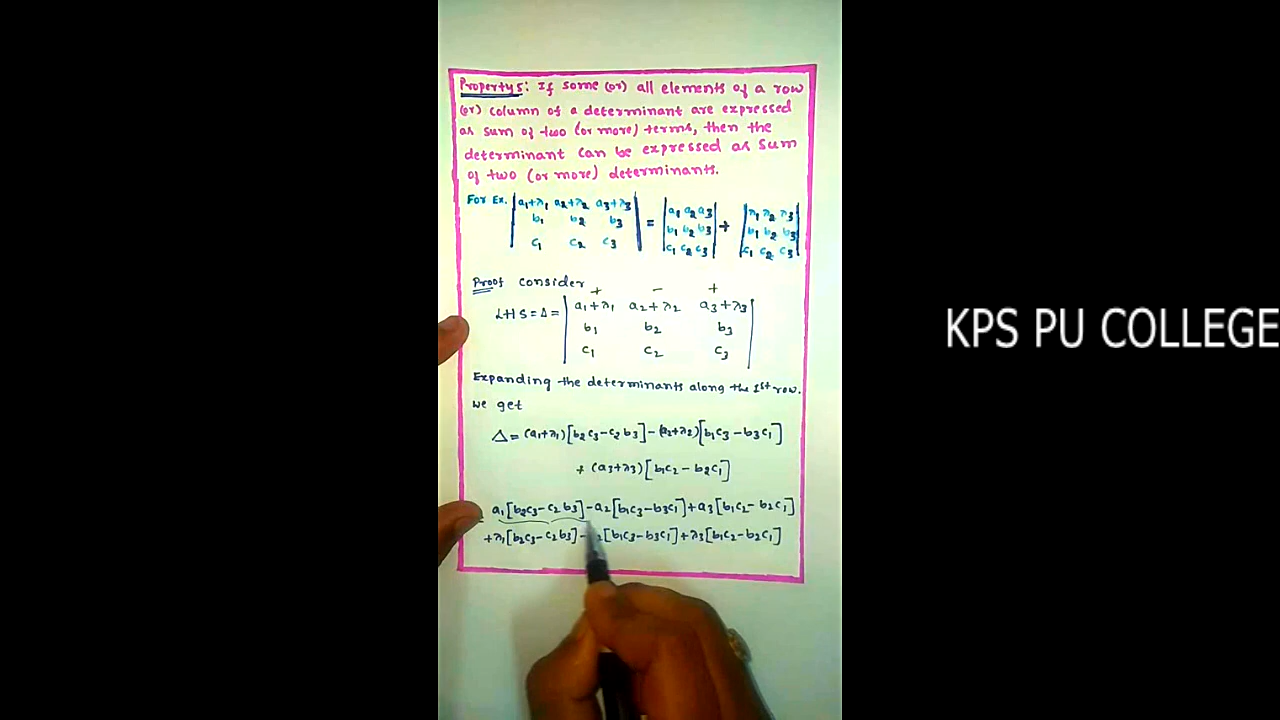 Property 5: If some (or) all elements of a row
(or) column of a determinant are expressed
as sum of two (or more) terms, then the
determinant can be expressed as sum
of two (or more) determinants.
For Ex. | a₁+λ₁ a₂+λ₂ a₃+λ₃ | = | a₁ a₂ a₃ | + | λ₁ λ₂ λ₃ |
b₁ b₂ b₃ | b₁ b₂ b₃ | b₁ b₂ b₃
c₁ c₂ c₃ | c₁ c₂ c₃ | c₁ c₂ c₃
Proof consider
+ - +
LHS = Δ = | a₁+λ₁ a₂+λ₂ a₃+λ₃ |
b₁ b₂ b₃
c₁ c₂ c₃
Expanding the determinants along the 1st row.
we get
Δ = (a₁+λ₁)[b₂c₃-c₂b₃]-(a₂+λ₂)[b₁c₃-b₃c₁]
+ (a₃+λ₃)[b₁c₂-b₂c₁]
a₁[b₂c₃-c₂b₃]-a₂[b₁c₃-b₃c₁]+a₃[b₁c₂-b₂c₁]
+λ₁[b₂c₃-c₂b₃]- ₂[b₁c₃-b₃c₁]+λ₃[b₁c₂-b₂c₁]
KPS PU COLLEGE